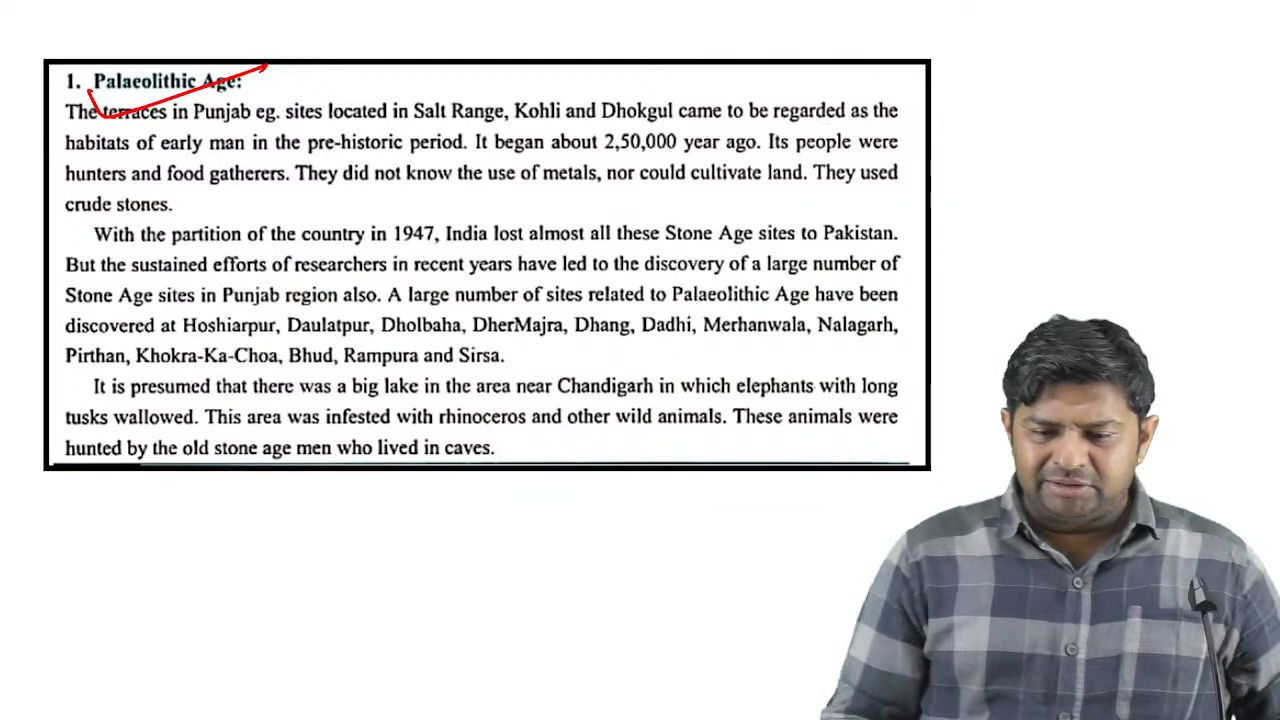 1. Palaeolithic Age:
The terraces in Punjab eg. sites located in Salt Range, Kohli and Dhokgul came to be regarded as the
habitats of early man in the pre-historic period. It began about 2,50,000 year ago. Its people were
hunters and food gatherers. They did not know the use of metals, nor could cultivate land. They used
crude stones.
With the partition of the country in 1947, India lost almost all these Stone Age sites to Pakistan.
But the sustained efforts of researchers in recent years have led to the discovery of a large number of
Stone Age sites in Punjab region also. A large number of sites related to Palaeolithic Age have been
discovered at Hoshiarpur, Daulatpur, Dholbaha, DherMajra, Dhang, Dadhi, Merhanwala, Nalagarh,
Pirthan, Khokra-Ka-Choa, Bhud, Rampura and Sirsa.
It is presumed that there was a big lake in the area near Chandigarh in which elephants with long
tusks wallowed. This area was infested with rhinoceros and other wild animals. These animals were
hunted by the old stone age men who lived in caves.